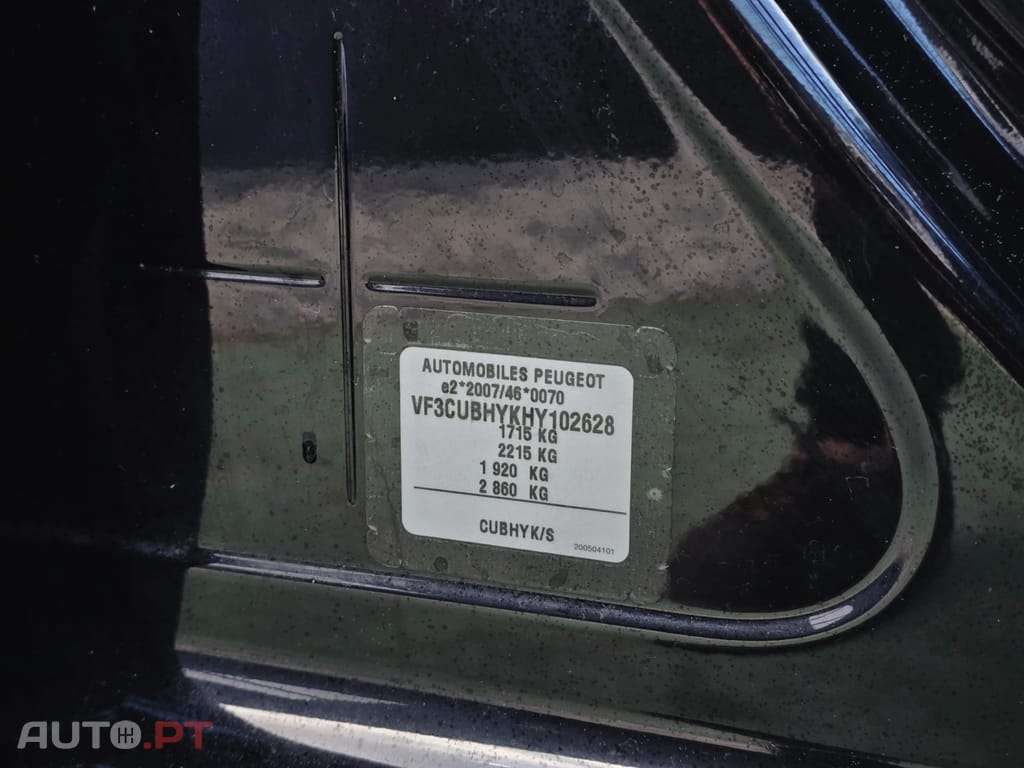 AUTOMOBILES PEUGEOT
e2*2007/46*0070
VF3CUBHYKHY102628
1715 KG
2215 KG
1 920 KG
2 860 KG
CUBHYK/S
200504101
AUTO.PT